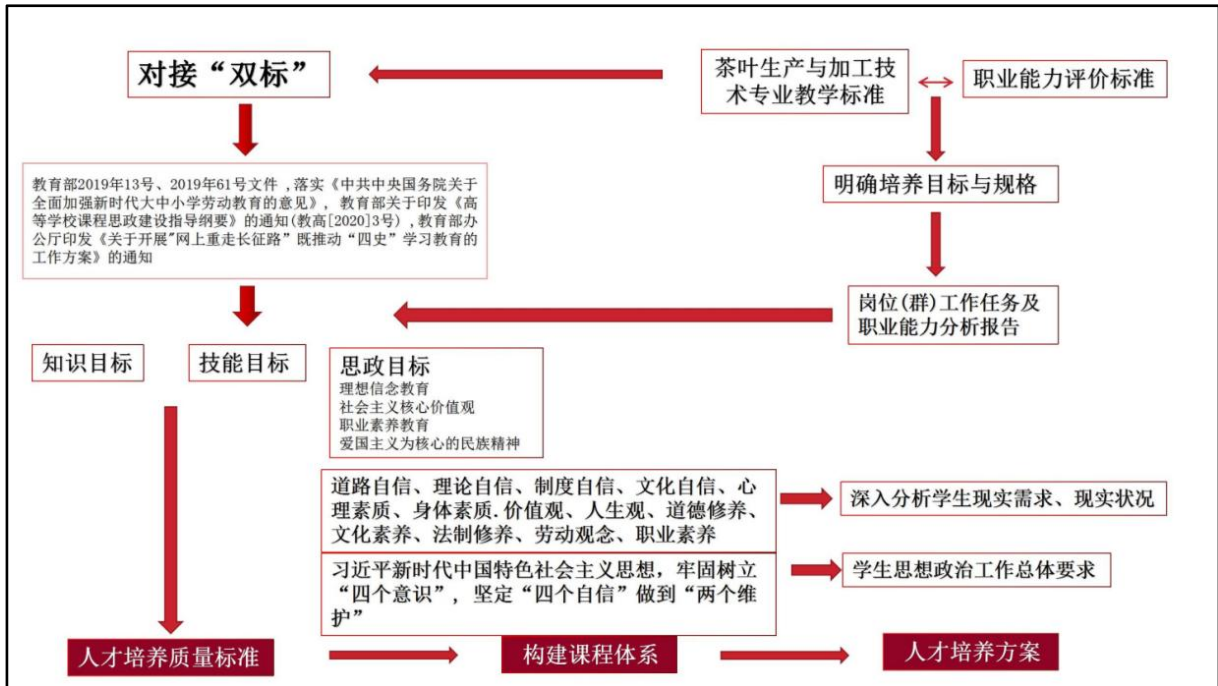 对接“双标”
茶叶生产与加工技
术专业教学标准
职业能力评价标准
教育部2019年13号、2019年61号文件,落实《中共中央国务院关于
全面加强新时代大中小学劳动教育的意见》, 教育部关于印发《高
等学校课程思政建设指导纲要》的通知(教高[2020]3号),教育部办
公厅印发《关于开展"网上重走长征路”既推动“四史”学习教育的
工作方案》的通知
明确培养目标与规格
岗位(群)工作任务及
职业能力分析报告
知识目标
技能目标
思政目标
理想信念教育
社会主义核心价值观
职业素养教育
爱国主义为核心的民族精神
道路自信、理论自信、制度自信、文化自信、心
理素质、身体素质.价值观、人生观、道德修养、
文化素养、法制修养、劳动观念、职业素养
深入分析学生现实需求、现实状况
习近平新时代中国特色社会主义思想, 牢固树立
“四个意识”, 坚定“四个自信”做到“两个维
护”
学生思想政治工作总体要求
人才培养质量标准
构建课程体系
人才培养方案